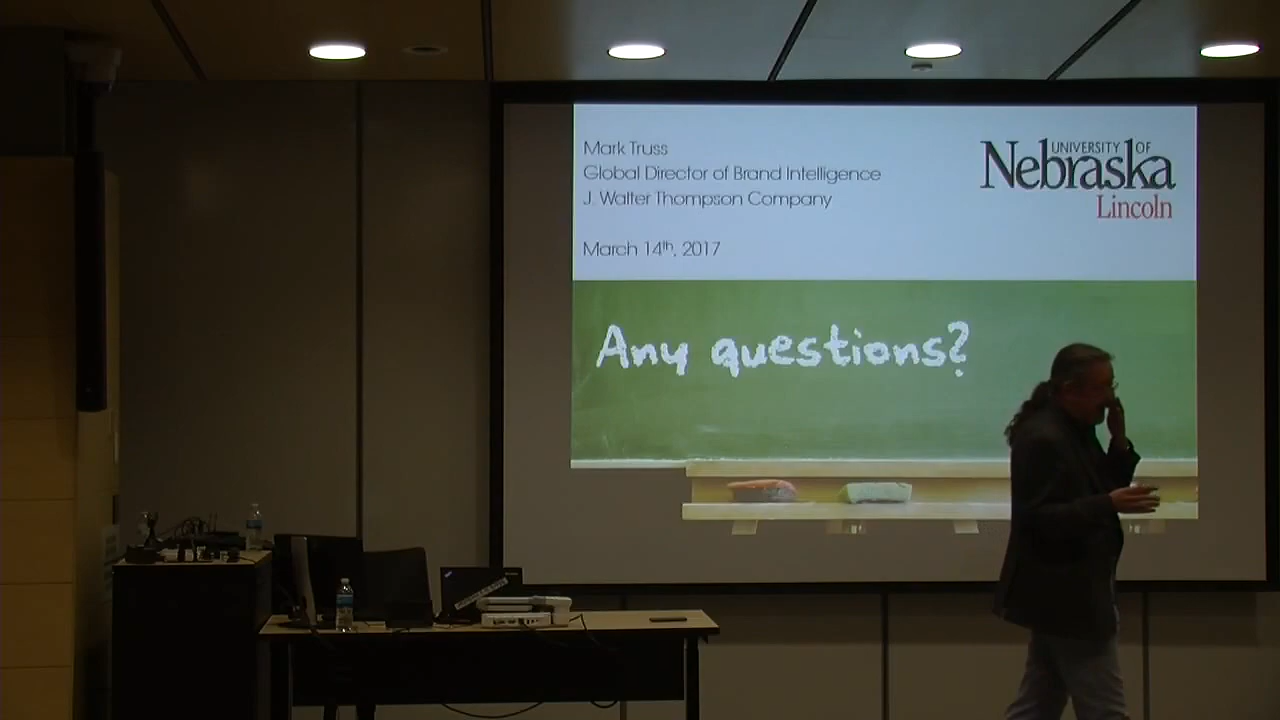 Mark Truss
Global Director of Brand Intelligence
J. Walter Thompson Company
March 14th, 2017
UNIVERSITY OF
Nebraska
Lincoln
Any questions?